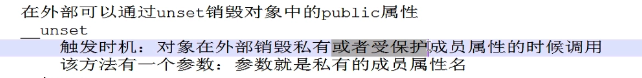 在外部可以通过unset销毁对象中的public属性
__unset
触发时机：对象在外部销毁私有或者受保护成员属性的时候调用
该方法有一个参数：参数就是私有的成员属性名